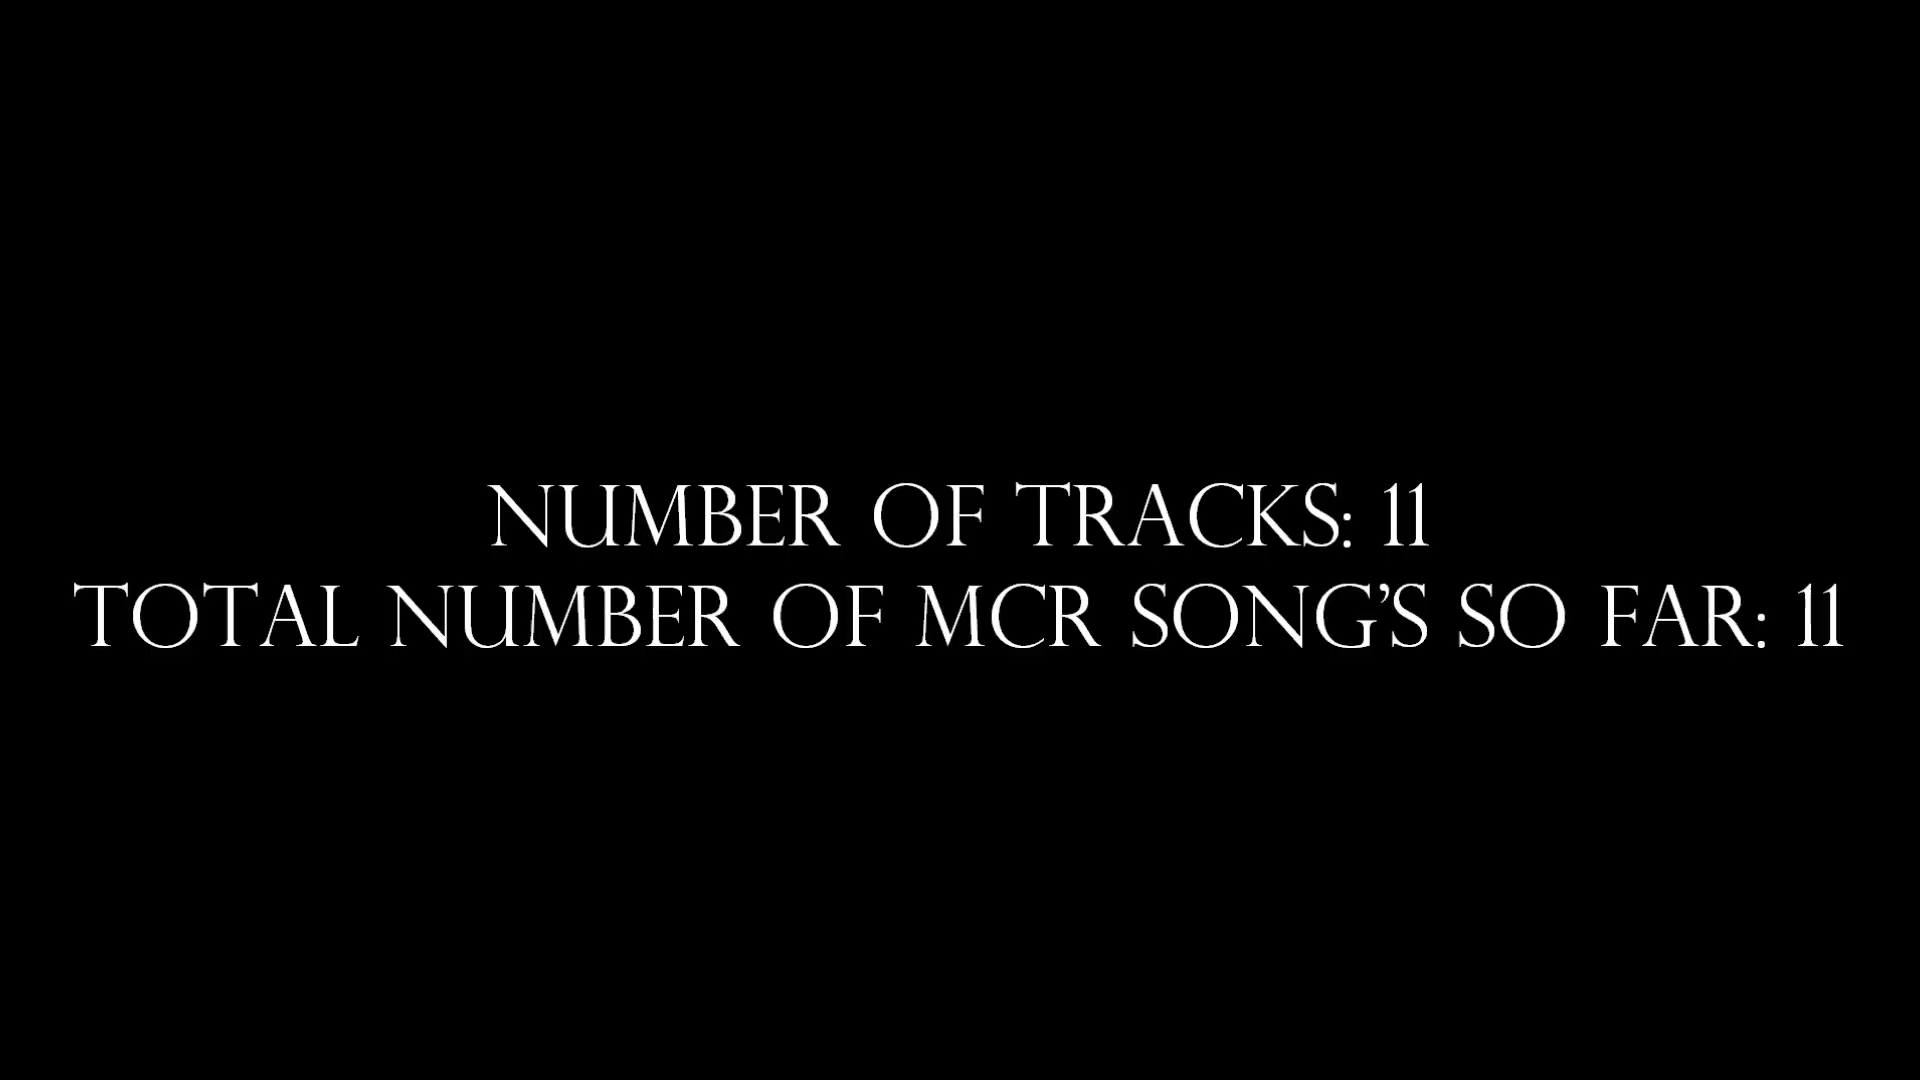 NUMBER OF TRACKS: 11
TOTAL NUMBER OF MCR SONG'S SO FAR: 11